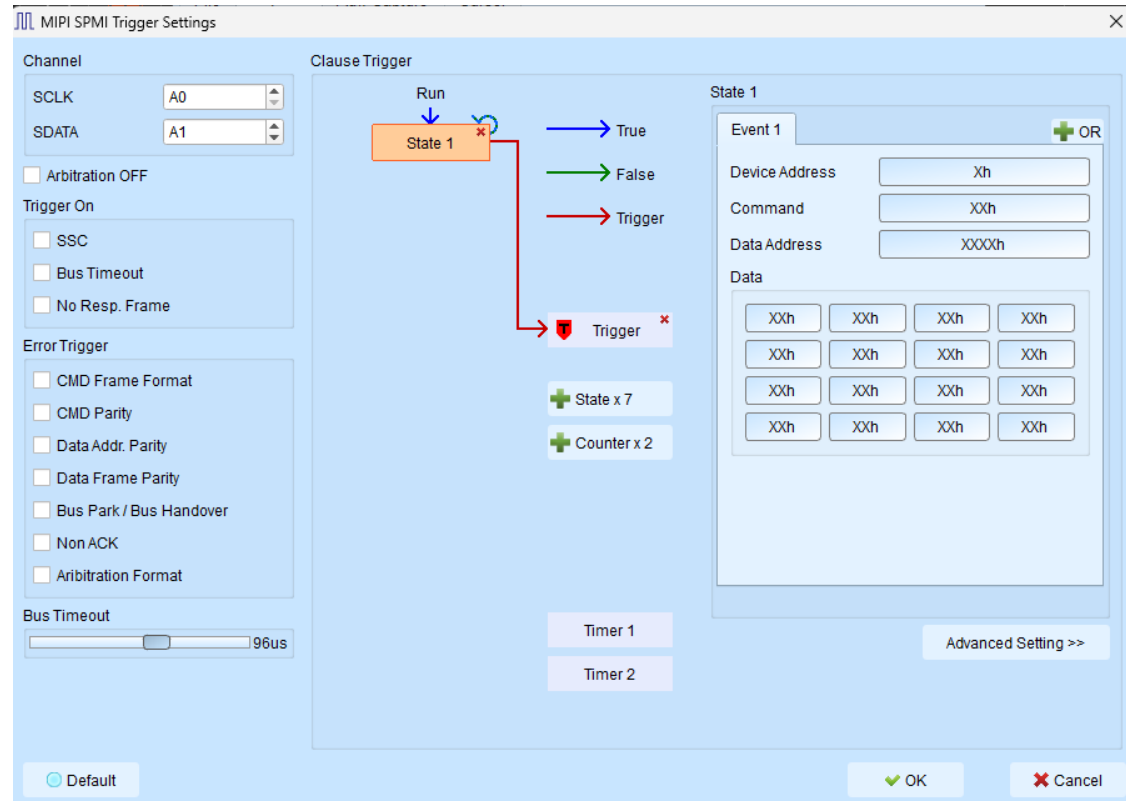 MIPI SPMI Trigger Settings
Channel
SCLK A0
SDATA A1
Arbitration OFF
Trigger On
SSC
Bus Timeout
No Resp. Frame
Error Trigger
CMD Frame Format
CMD Parity
Data Addr. Parity
Data Frame Parity
Bus Park / Bus Handover
Non ACK
Aribitration Format
Bus Timeout
96us
Default
Clause Trigger
Run
State 1
True
False
Trigger
T Trigger
State x 7
Counter x 2
Timer 1
Timer 2
State 1
Event 1 OR
Device Address Xh
Command XXh
Data Address XXXXh
Data
XXh XXh XXh XXh
XXh XXh XXh XXh
XXh XXh XXh XXh
XXh XXh XXh XXh
Advanced Setting >>
OK Cancel